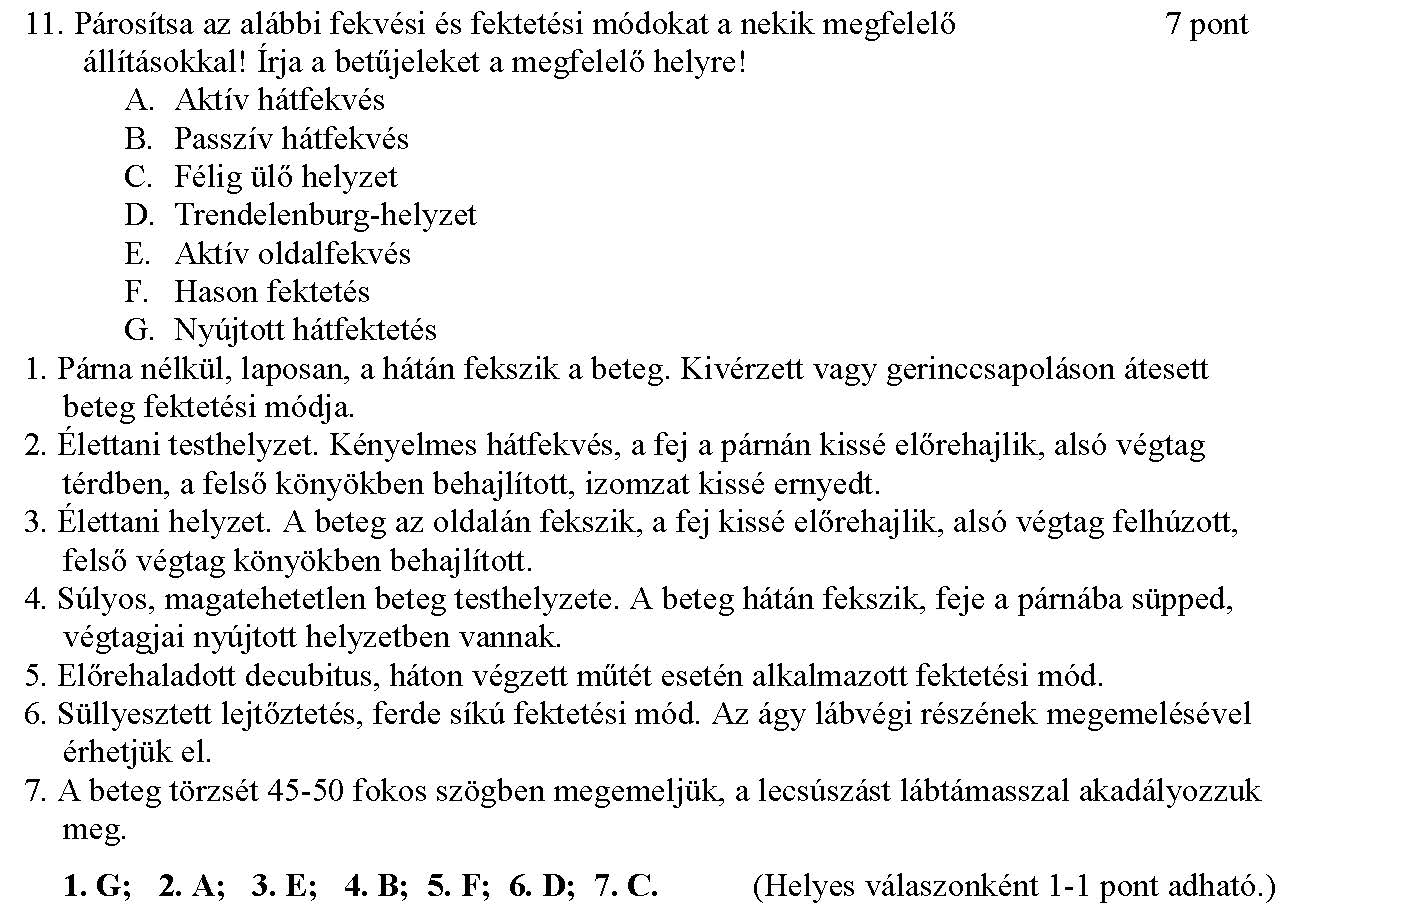 11. Párosítsa az alábbi fekvési és fektetési módokat a nekik megfelelő 7 pont
állításokkal! Írja a betűjeleket a megfelelő helyre!
A. Aktív hátfekvés
B. Passzív hátfekvés
C. Félig ülő helyzet
D. Trendelenburg-helyzet
E. Aktív oldalfekvés
F. Hason fektetés
G. Nyújtott hátfektetés
1. Párna nélkül, laposan, a hátán fekszik a beteg. Kivérzett vagy gerinccsapoláson átesett
beteg fektetési módja.
2. Élettani testhelyzet. Kényelmes hátfekvés, a fej a párnán kissé előrehajlik, alsó végtag
térdben, a felső könyökben behajlított, izomzat kissé ernyedt.
3. Élettani helyzet. A beteg az oldalán fekszik, a fej kissé előrehajlik, alsó végtag felhúzott,
felső végtag könyökben behajlított.
4. Súlyos, magatehetetlen beteg testhelyzete. A beteg hátán fekszik, feje a párnába süpped,
végtagjai nyújtott helyzetben vannak.
5. Előrehaladott decubitus, háton végzett műtét esetén alkalmazott fektetési mód.
6. Süllyesztett lejtőztetés, ferde síkú fektetési mód. Az ágy lábvégi részének megemelésével
érhetjük el.
7. A beteg törzsét 45-50 fokos szögben megemeljük, a lecsúszást lábtámasszal akadályozzuk
meg.
1. G; 2. A; 3. E; 4. B; 5. F; 6. D; 7. C. (Helyes válaszonként 1-1 pont adható.)